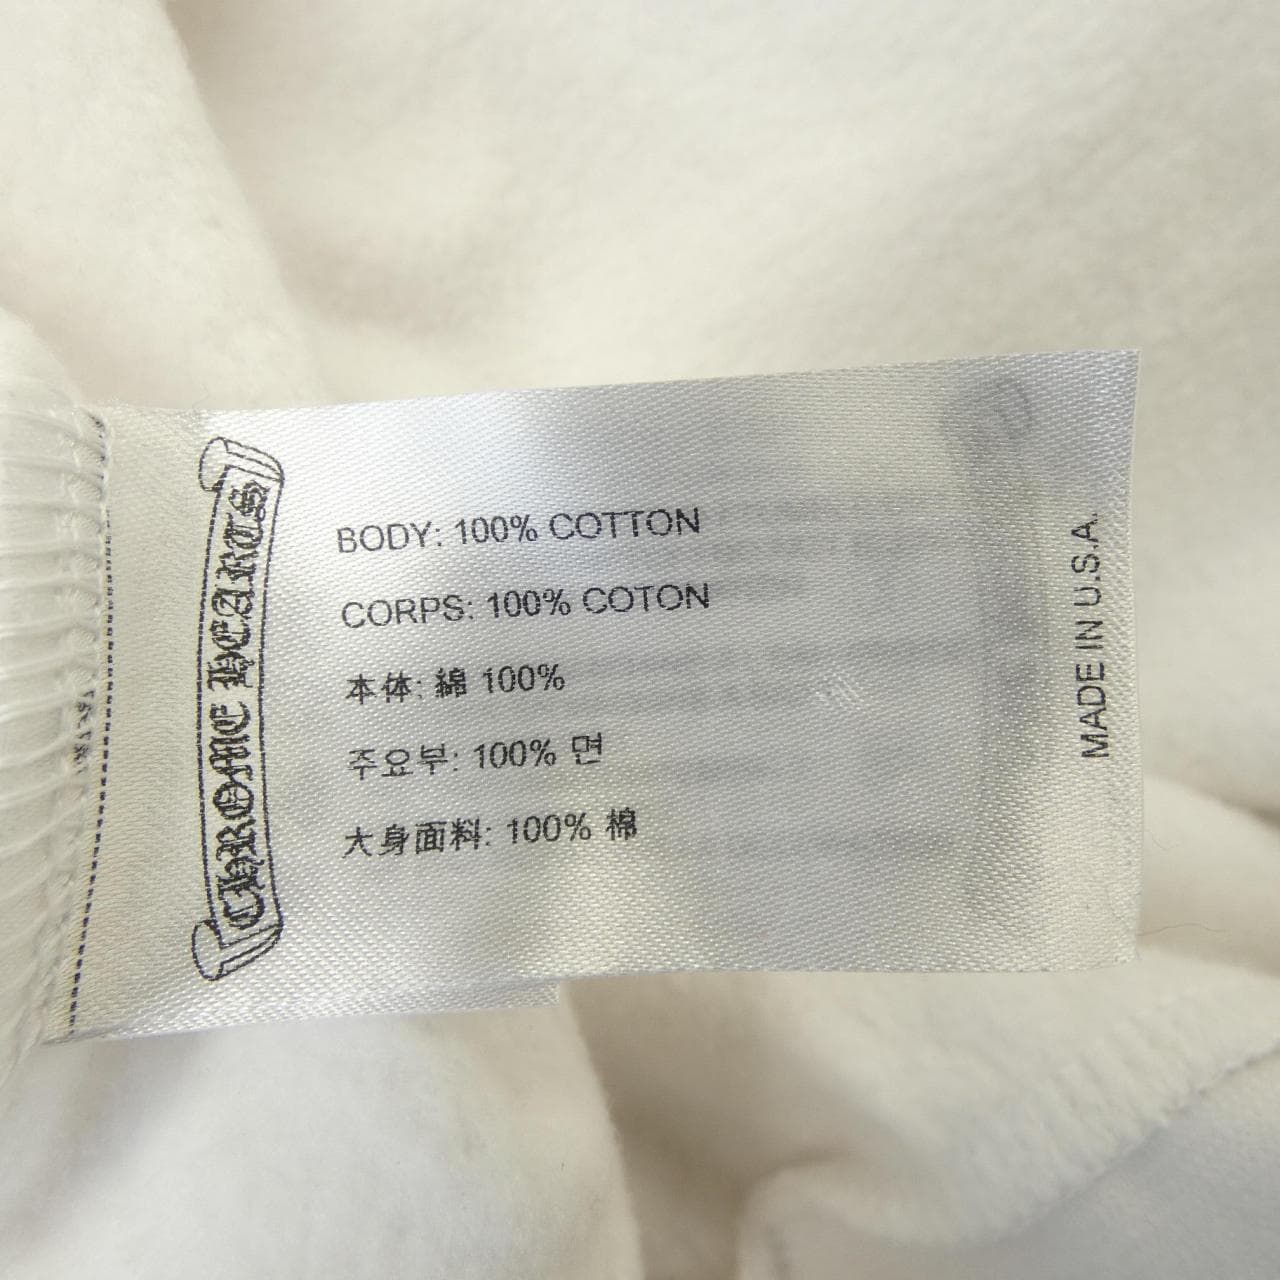 CHROME HEARTS
BODY: 100% COTTON
CORPS: 100% COTON
本体: 綿 100%
주요부: 100% 면
大身面料: 100% 棉
MADE IN U.S.A.